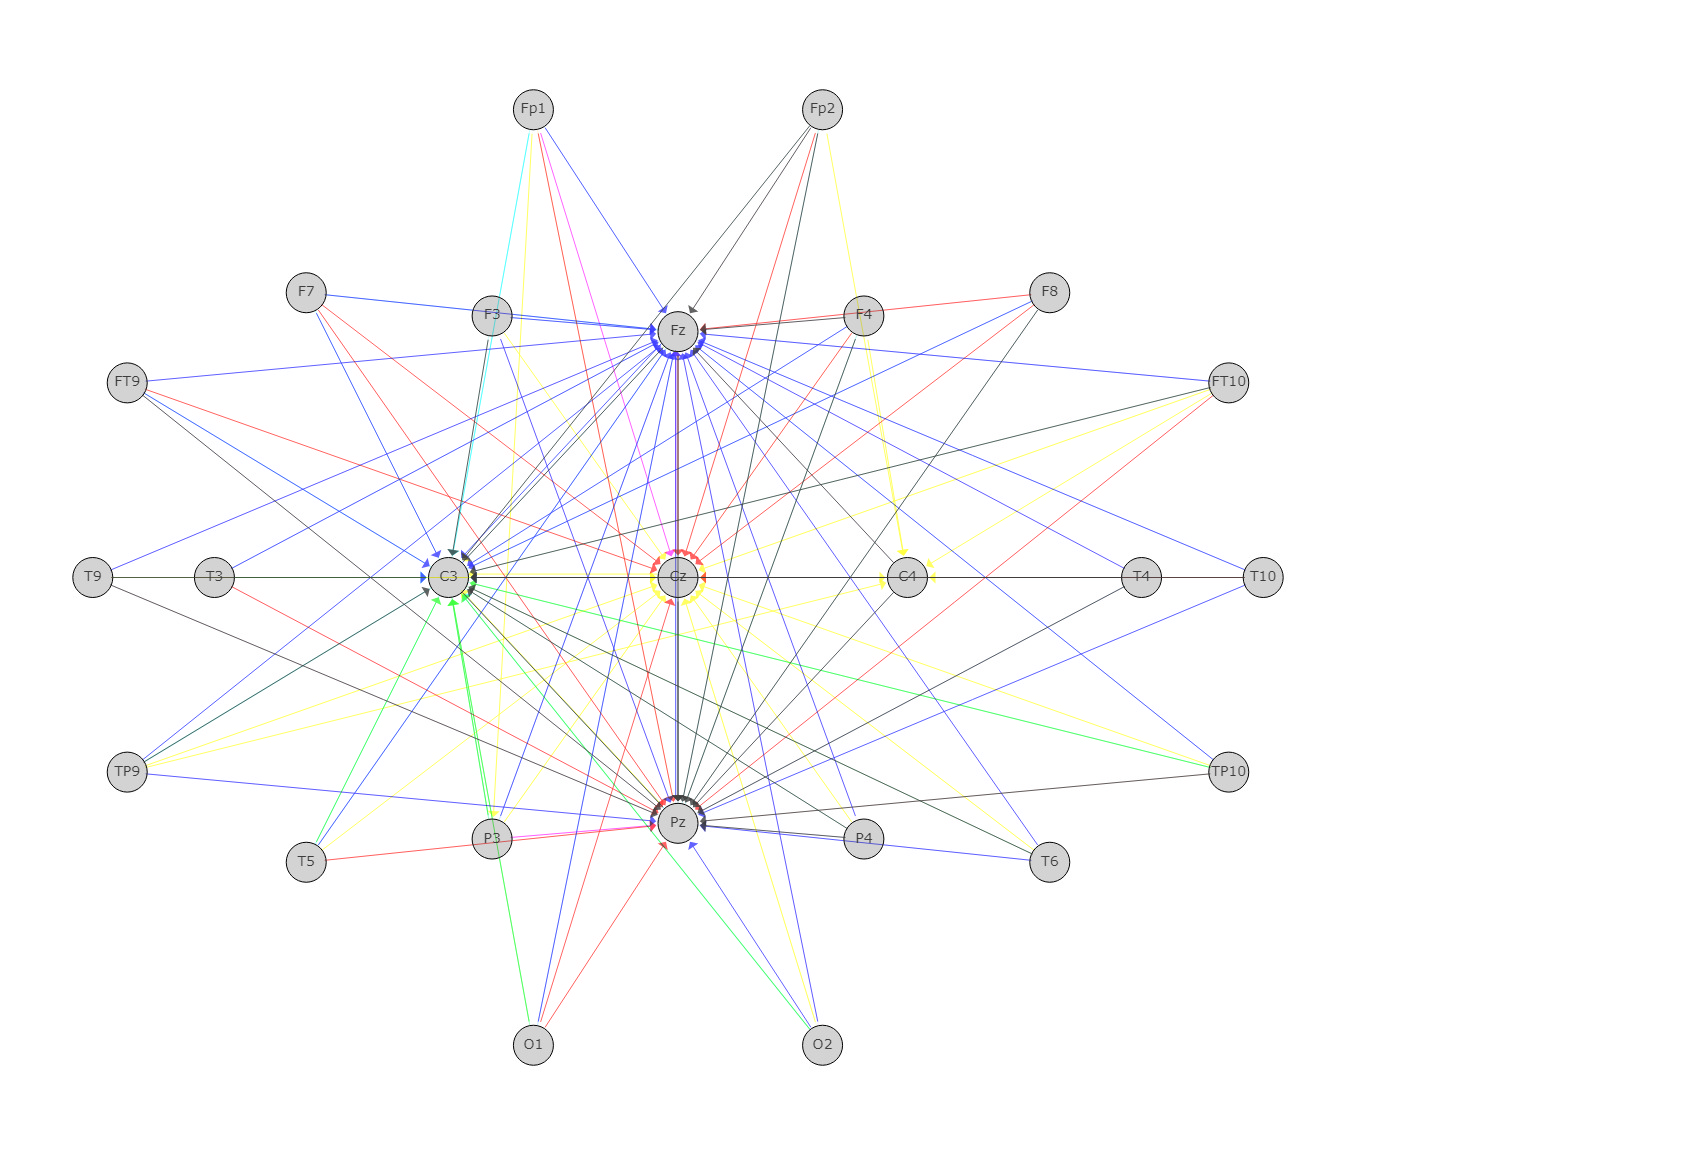 Fp1 Fp2
F7 F3 Fz F4 F8
FT9 FT10
T9 T3 C3 Cz C4 T4 T10
TP9 TP10
T5 P3 Pz P4 T6
O1 O2